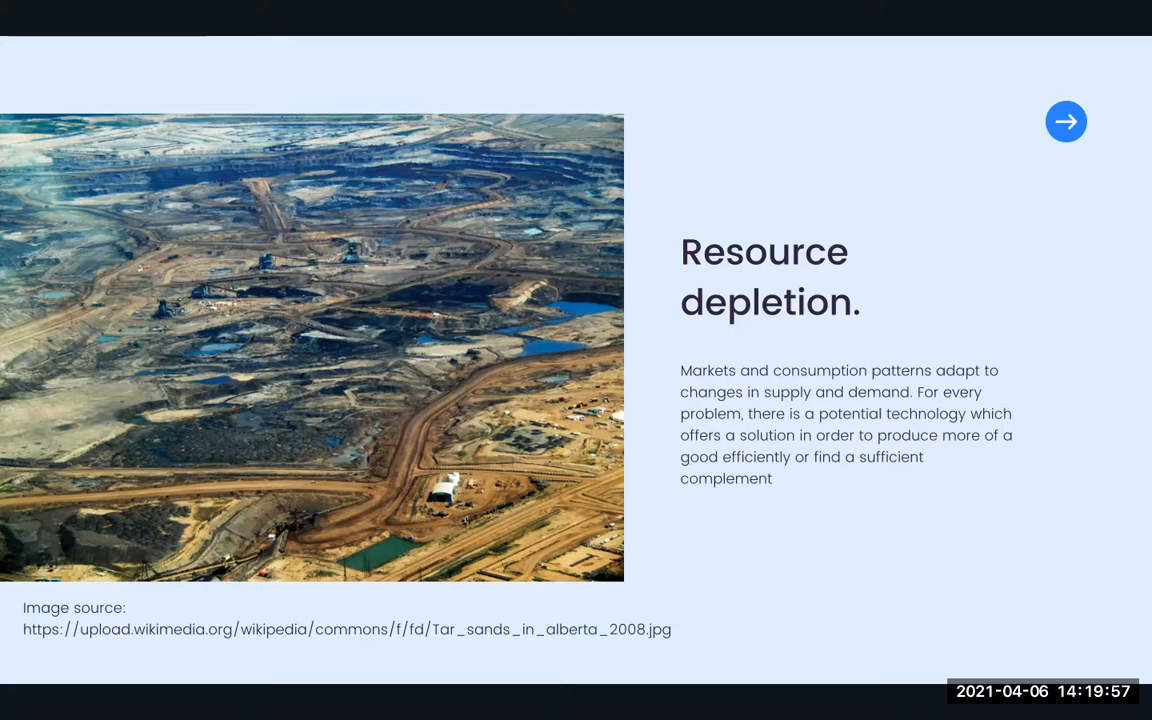 Resource
depletion.
Markets and consumption patterns adapt to
changes in supply and demand. For every
problem, there is a potential technology which
offers a solution in order to produce more of a
good efficiently or find a sufficient
complement
Image source:
https://upload.wikimedia.org/wikipedia/commons/f/fd/Tar_sands_in_alberta_2008.jpg
2021-04-06 14:19:57